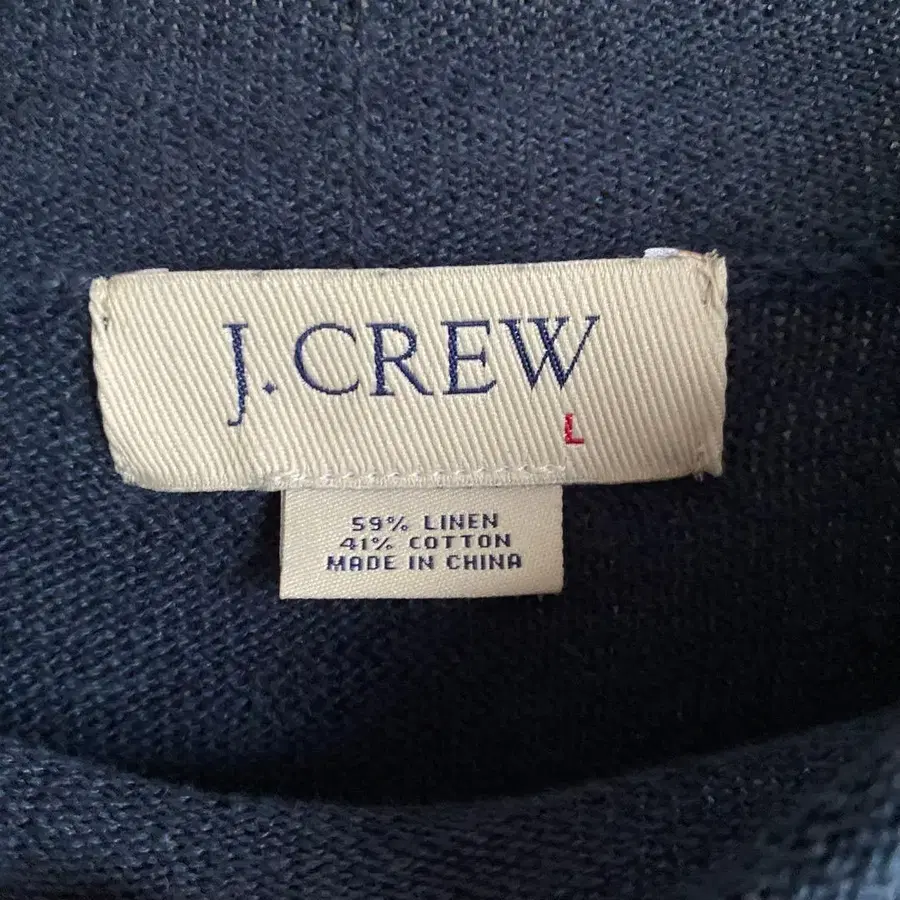 J.CREW
L
59% LINEN
41% COTTON
MADE IN CHINA